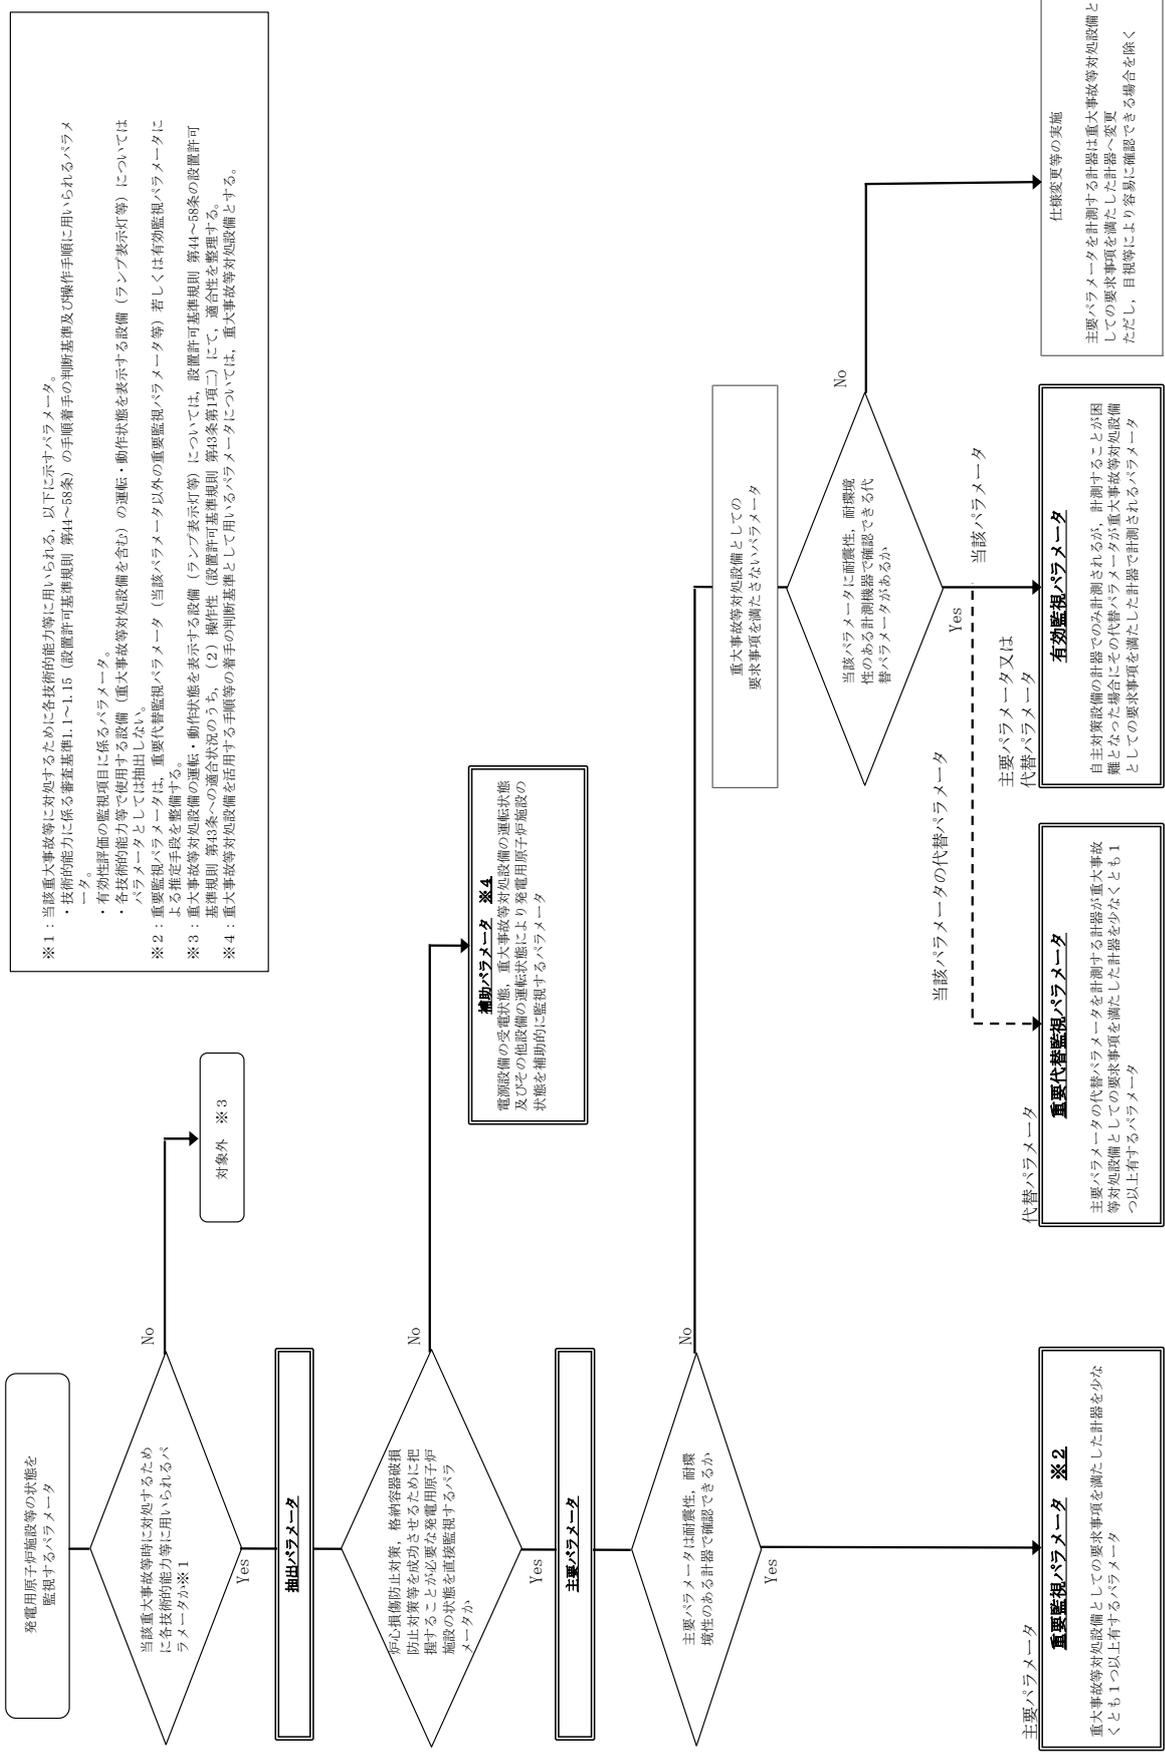 発電用原子炉施設等の状態を
監視するパラメータ
当該重大事故等時に対処するため
に各技術的能力等に用いられるパ
ラメータか※1
No
Yes
対象外　※3
抽出パラメータ
炉心損傷防止対策，格納容器破損
防止対策等を成功させるために把
握することが必要な発電用原子炉
施設の状態を直接監視するパラ
メータか
No
Yes
補助パラメータ　※4
電源設備の受電状態，重大事故等対処設備の運転状態
及びその他設備の運転状態により発電用原子炉施設の
状態を補助的に監視するパラメータ
主要パラメータ
主要パラメータは耐震性，耐環
境性のある計器で確認できるか
No
Yes
重大事故等対処設備としての
要求事項を満たさないパラメータ
当該パラメータに耐震性，耐環境
性のある計測機器で確認できる代
替パラメータがあるか
No
Yes
当該パラメータ
当該パラメータの代替パラメータ
主要パラメータ
重要監視パラメータ　※2
重大事故等対処設備としての要求事項を満たした計器を少な
くとも1つ以上有するパラメータ
代替パラメータ
重要代替監視パラメータ
主要パラメータの代替パラメータを計測する計器が重大事故
等対処設備としての要求事項を満たした計器を少なくとも1
つ以上有するパラメータ
主要パラメータ又は
代替パラメータ
有効監視パラメータ
自主対策設備の計器でのみ計測されるが，計測することが困
難となった場合にその代替パラメータが重大事故等対処設備
としての要求事項を満たした計器で計測されるパラメータ
仕様変更等の実施
主要パラメータを計測する計器は重大事故等対処設備と
しての要求事項を満たした計器へ変更
ただし，目視等により容易に確認できる場合を除く
※1：当該重大事故等に対処するために各技術的能力等に用いられる，以下に示すパラメータ。
・技術的能力に係る審査基準1.1～1.15（設置許可基準規則 第44～58条）の手順着手の判断基準及び操作手順に用いられるパラメ
ータ。
・有効性評価の監視項目に係るパラメータ。
・各技術的能力等で使用する設備（重大事故等対処設備を含む）の運転・動作状態を表示する設備（ランプ表示灯等）については
パラメータとしては抽出しない。
※2：重要監視パラメータは，重要代替監視パラメータ（当該パラメータ以外の重要監視パラメータ等）若しくは有効監視パラメータに
よる推定手段を整備する。
※3：重大事故等対処設備の運転・動作状態を表示する設備（ランプ表示灯等）については，設置許可基準規則 第44～58条の設置許可
基準規則 第43条への適合状況のうち，（2）操作性（設置許可基準規則 第43条第1項二）にて，適合性を整理する。
※4：重大事故等対処設備を活用する手順等の着手の判断基準として用いるパラメータについては，重大事故等対処設備とする。